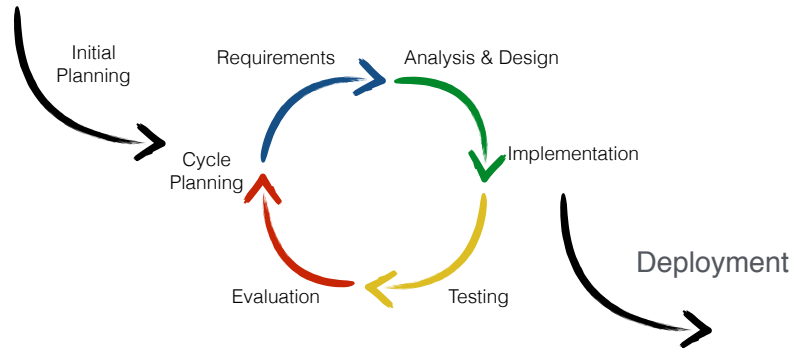 Initial
Planning
Requirements
Analysis & Design
Cycle
Planning
Implementation
Evaluation
Testing
Deployment